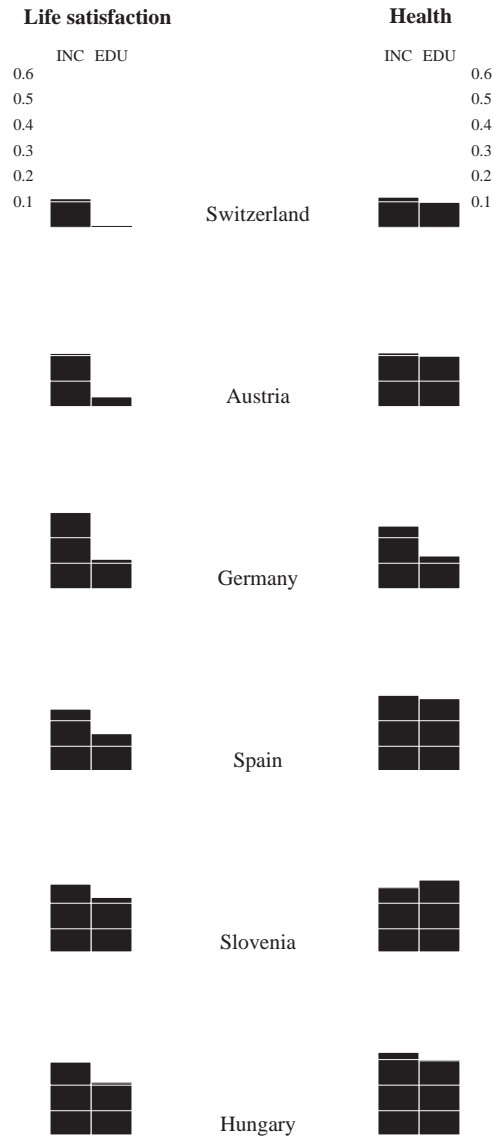 Life satisfaction Health
INC EDU INC EDU
0.6 0.6
0.5 0.5
0.4 0.4
0.3 0.3
0.2 0.2
0.1 0.1
Switzerland
Austria
Germany
Spain
Slovenia
Hungary